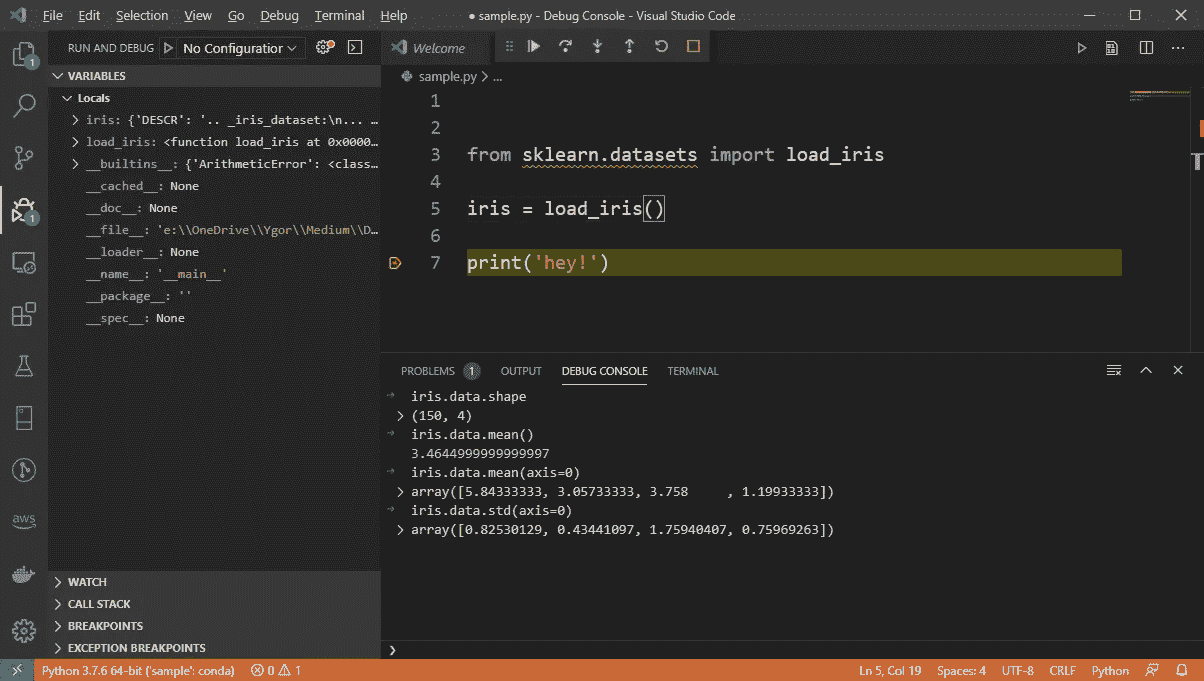 File Edit Selection View Go Debug Terminal Help
● sample.py - Debug Console - Visual Studio Code
RUN AND DEBUG No Configuration
VARIABLES
Locals
iris: {'DESCR': '.. _iris_dataset:\n... …
load_iris: <function load_iris at 0x0000…
__builtins__: {'ArithmeticError': <class…
__cached__: None
__doc__: None
__file__: 'e:\\OneDrive\\Ygor\\Medium\\D…
__loader__: None
__name__: '__main__'
__package__: ''
__spec__: None
WATCH
CALL STACK
BREAKPOINTS
EXCEPTION BREAKPOINTS
1
1
aws
Welcome
sample.py > ...
1
2
3 from sklearn.datasets import load_iris
4
5 iris = load_iris()
6
7 print('hey!')
PROBLEMS 1 OUTPUT DEBUG CONSOLE TERMINAL
iris.data.shape
(150, 4)
iris.data.mean()
3.4644999999999997
iris.data.mean(axis=0)
array([5.84333333, 3.05733333, 3.758     , 1.19933333])
iris.data.std(axis=0)
array([0.82530129, 0.43441097, 1.75940407, 0.75969263])
Python 3.7.6 64-bit ('sample': conda) 0 1 Ln 5, Col 19 Spaces: 4 UTF-8 CRLF Python